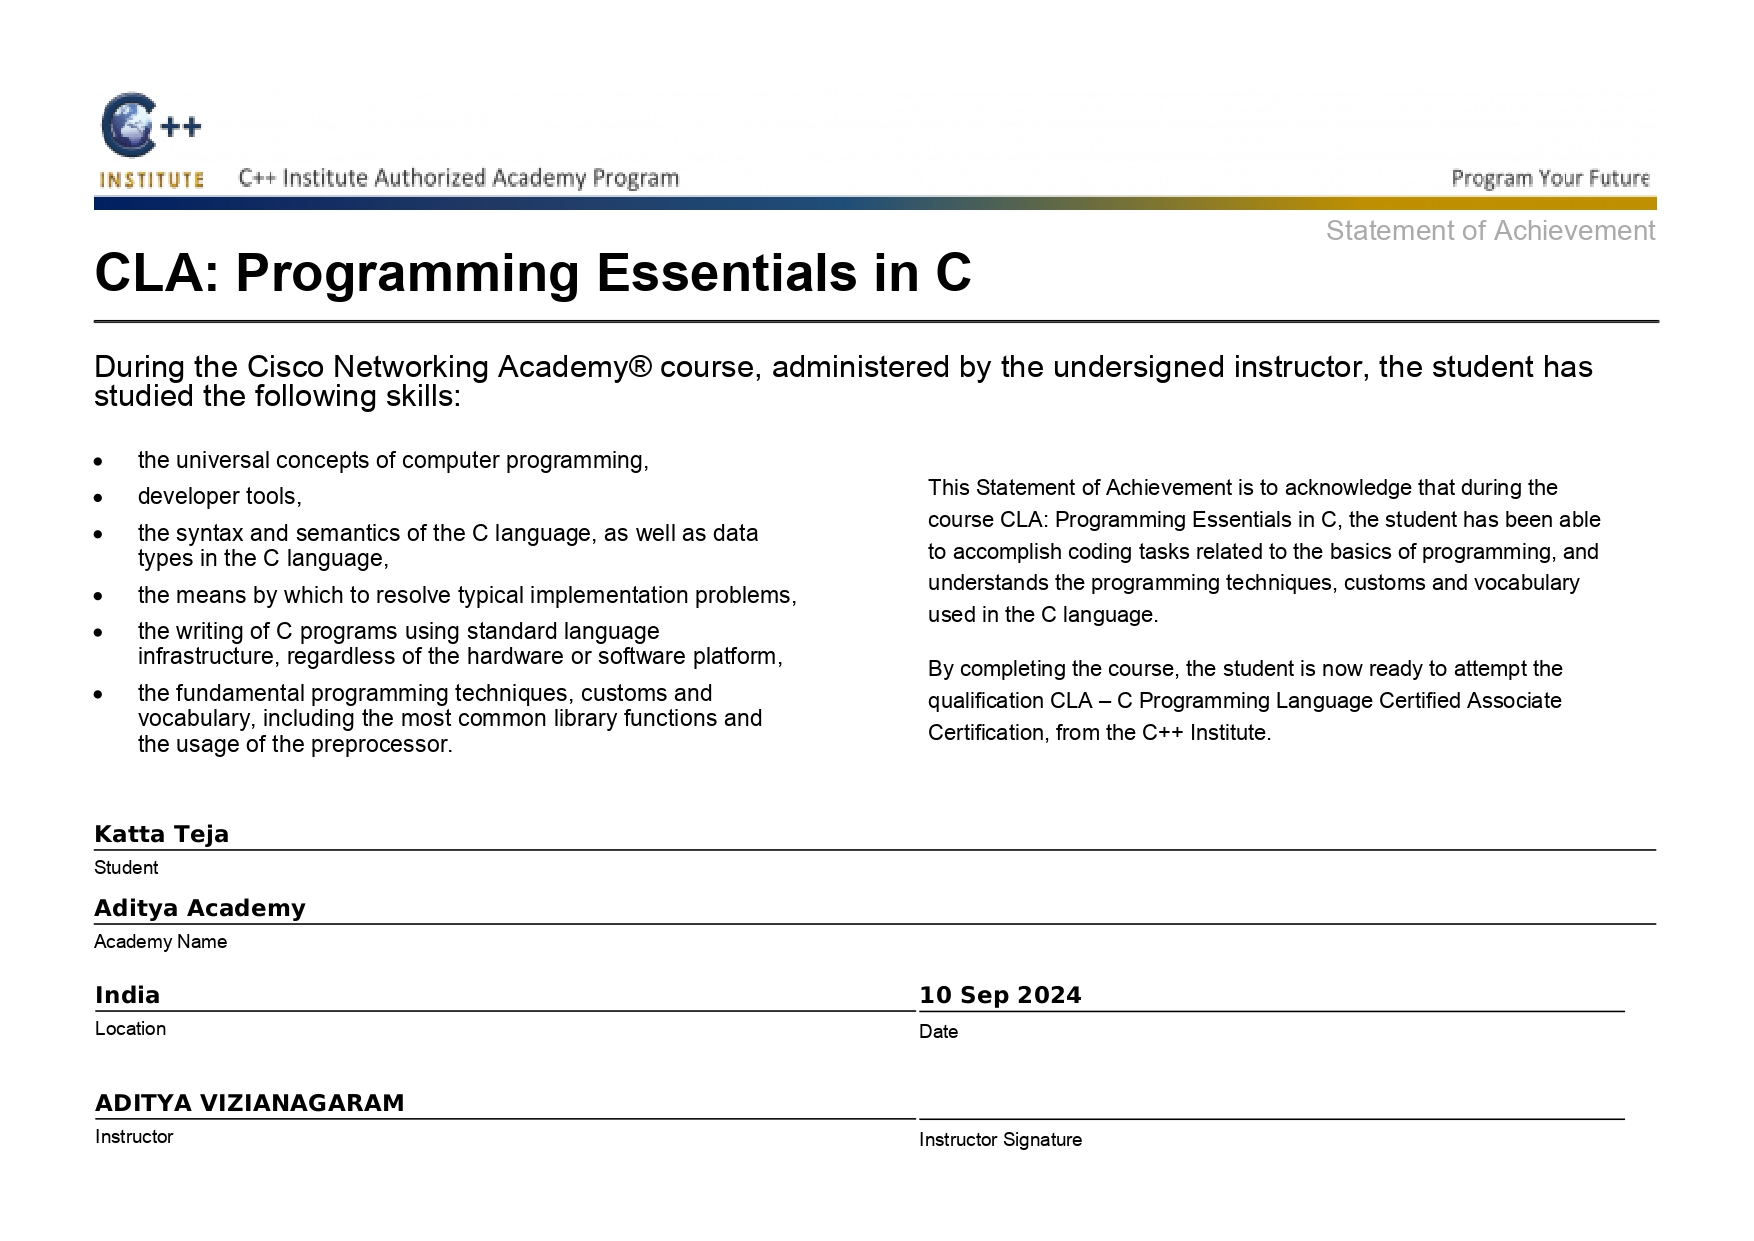 C++
INSTITUTE
C++ Institute Authorized Academy Program
Program Your Future
Statement of Achievement
CLA: Programming Essentials in C
During the Cisco Networking Academy® course, administered by the undersigned instructor, the student has
studied the following skills:
• the universal concepts of computer programming,
• developer tools,
• the syntax and semantics of the C language, as well as data
types in the C language,
• the means by which to resolve typical implementation problems,
• the writing of C programs using standard language
infrastructure, regardless of the hardware or software platform,
• the fundamental programming techniques, customs and
vocabulary, including the most common library functions and
the usage of the preprocessor.
This Statement of Achievement is to acknowledge that during the
course CLA: Programming Essentials in C, the student has been able
to accomplish coding tasks related to the basics of programming, and
understands the programming techniques, customs and vocabulary
used in the C language.
By completing the course, the student is now ready to attempt the
qualification CLA – C Programming Language Certified Associate
Certification, from the C++ Institute.
Katta Teja
Student
Aditya Academy
Academy Name
India
Location
10 Sep 2024
Date
ADITYA VIZIANAGARAM
Instructor
Instructor Signature